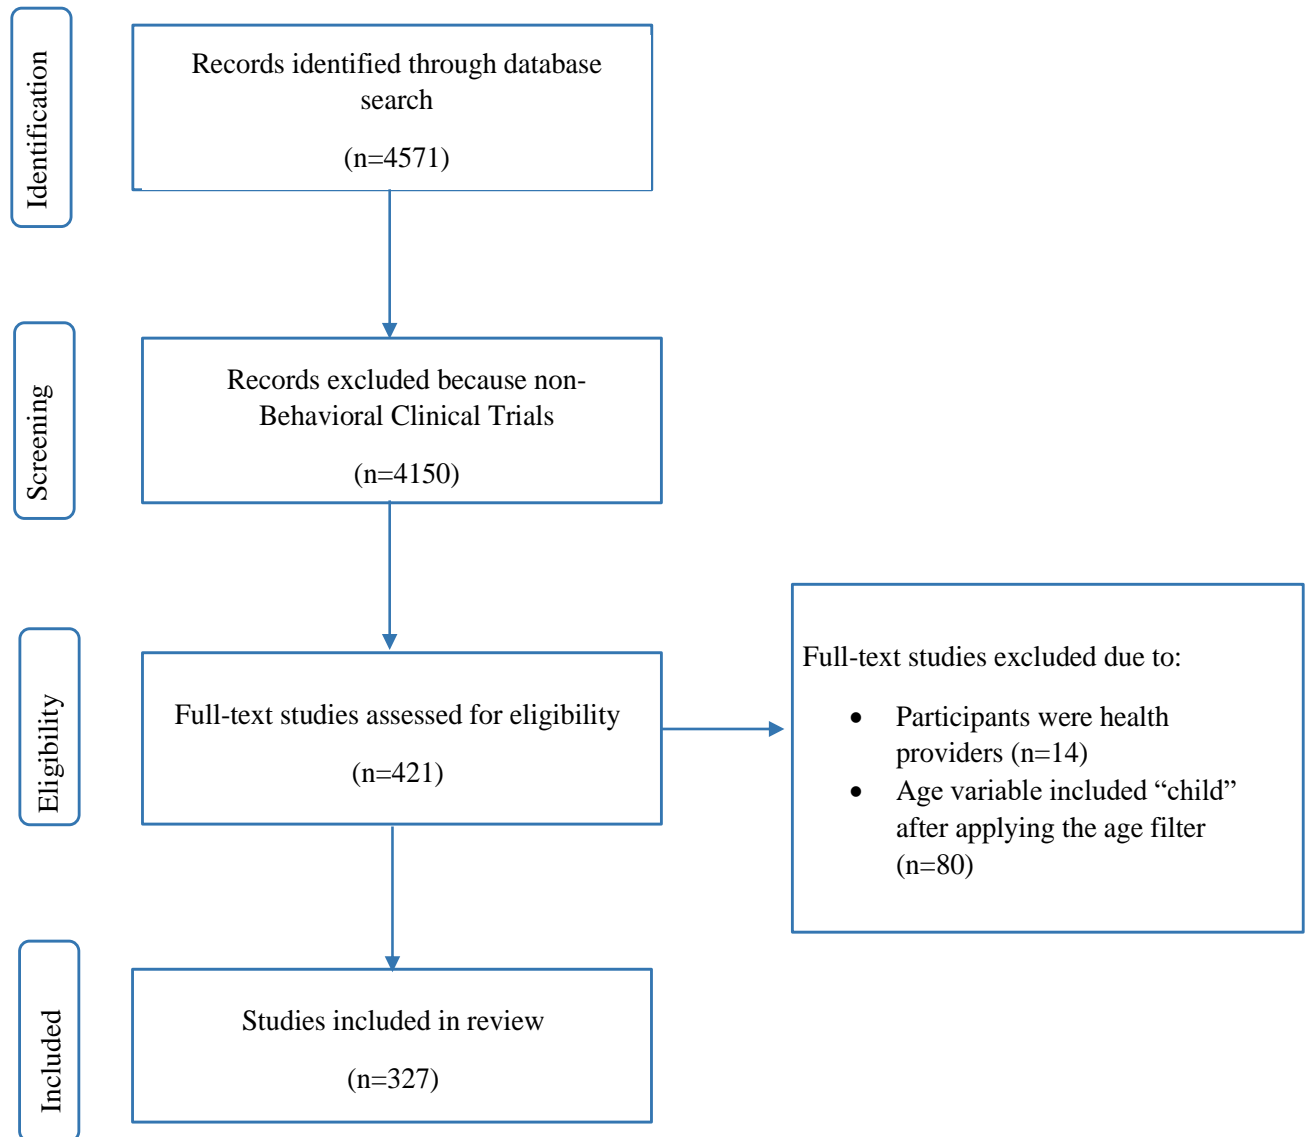 Identification
Records identified through database
search
(n=4571)
Screening
Records excluded because non-
Behavioral Clinical Trials
(n=4150)
Eligibility
Full-text studies assessed for eligibility
(n=421)
Full-text studies excluded due to:
• Participants were health
providers (n=14)
• Age variable included “child”
after applying the age filter
(n=80)
Included
Studies included in review
(n=327)